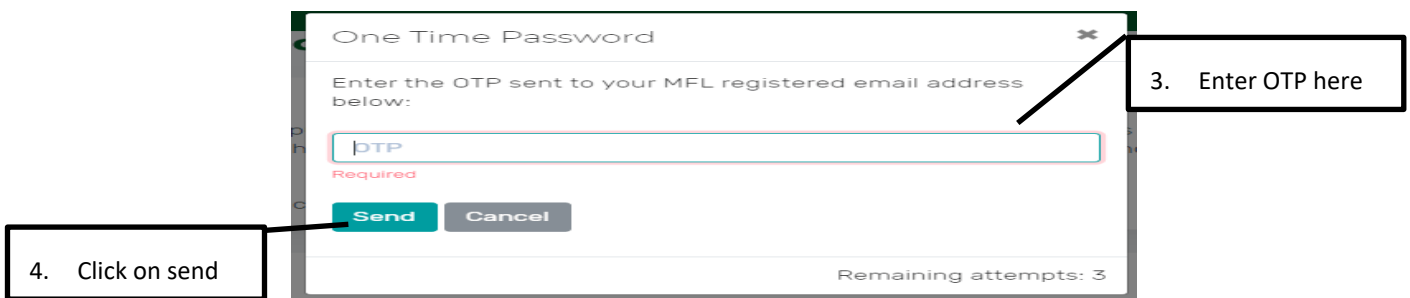 One Time Password
Enter the OTP sent to your MFL registered email address
below:
3. Enter OTP here
OTP
Required
Send Cancel
4. Click on send
Remaining attempts: 3